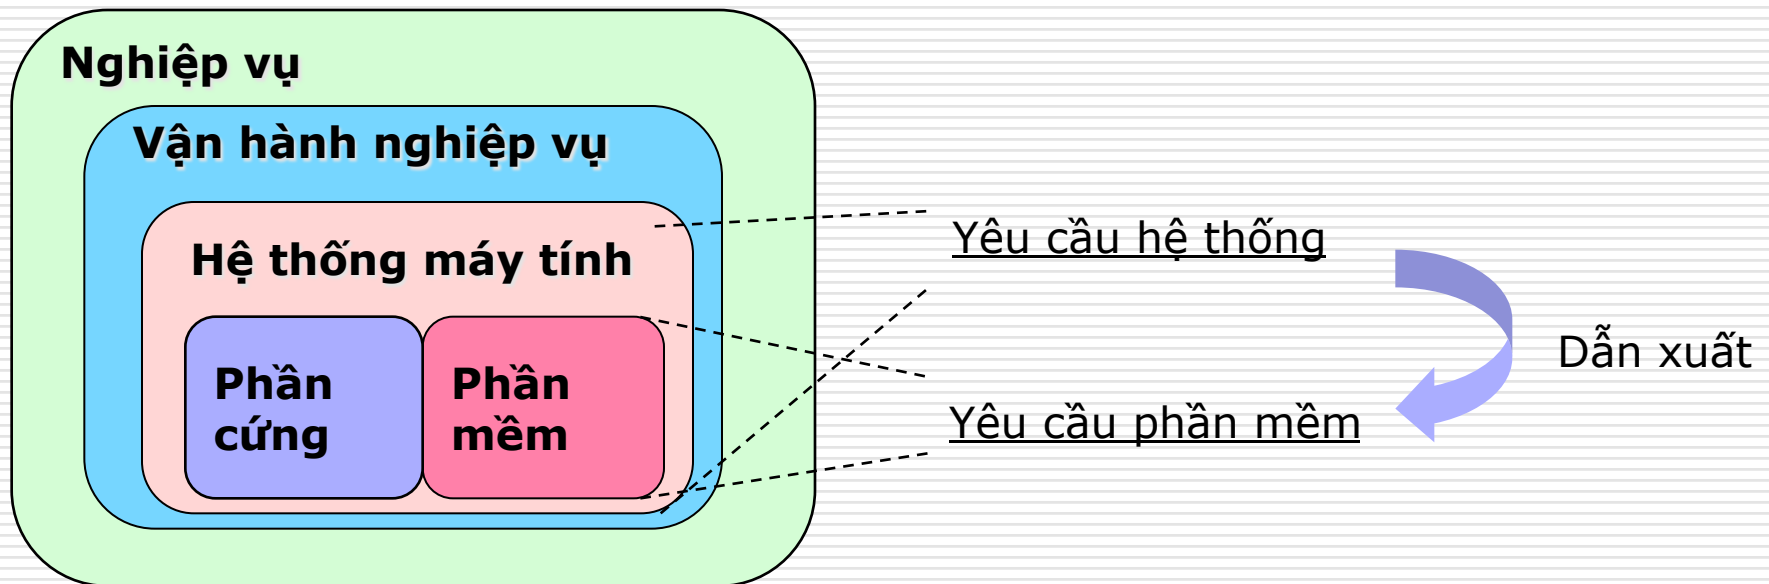 Nghiệp vụ
Vận hành nghiệp vụ
Hệ thống máy tính
Phần
cứng
Phần
mềm
Yêu cầu hệ thống
Dẫn xuất
Yêu cầu phần mềm